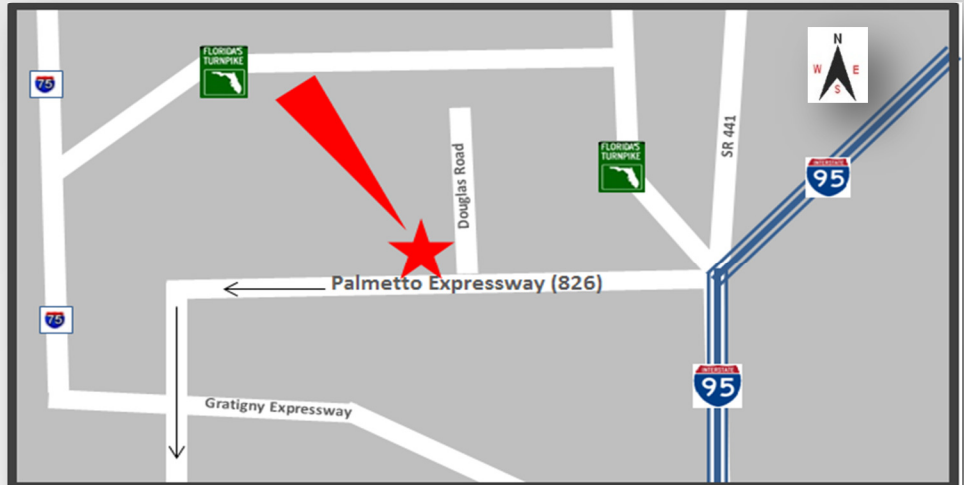 N
W E
S
FLORIDA'S
TURNPIKE
75
Douglas Road
FLORIDA'S
TURNPIKE
SR 441
INTERSTATE
95
Palmetto Expressway (826)
75
INTERSTATE
95
Gratigny Expressway